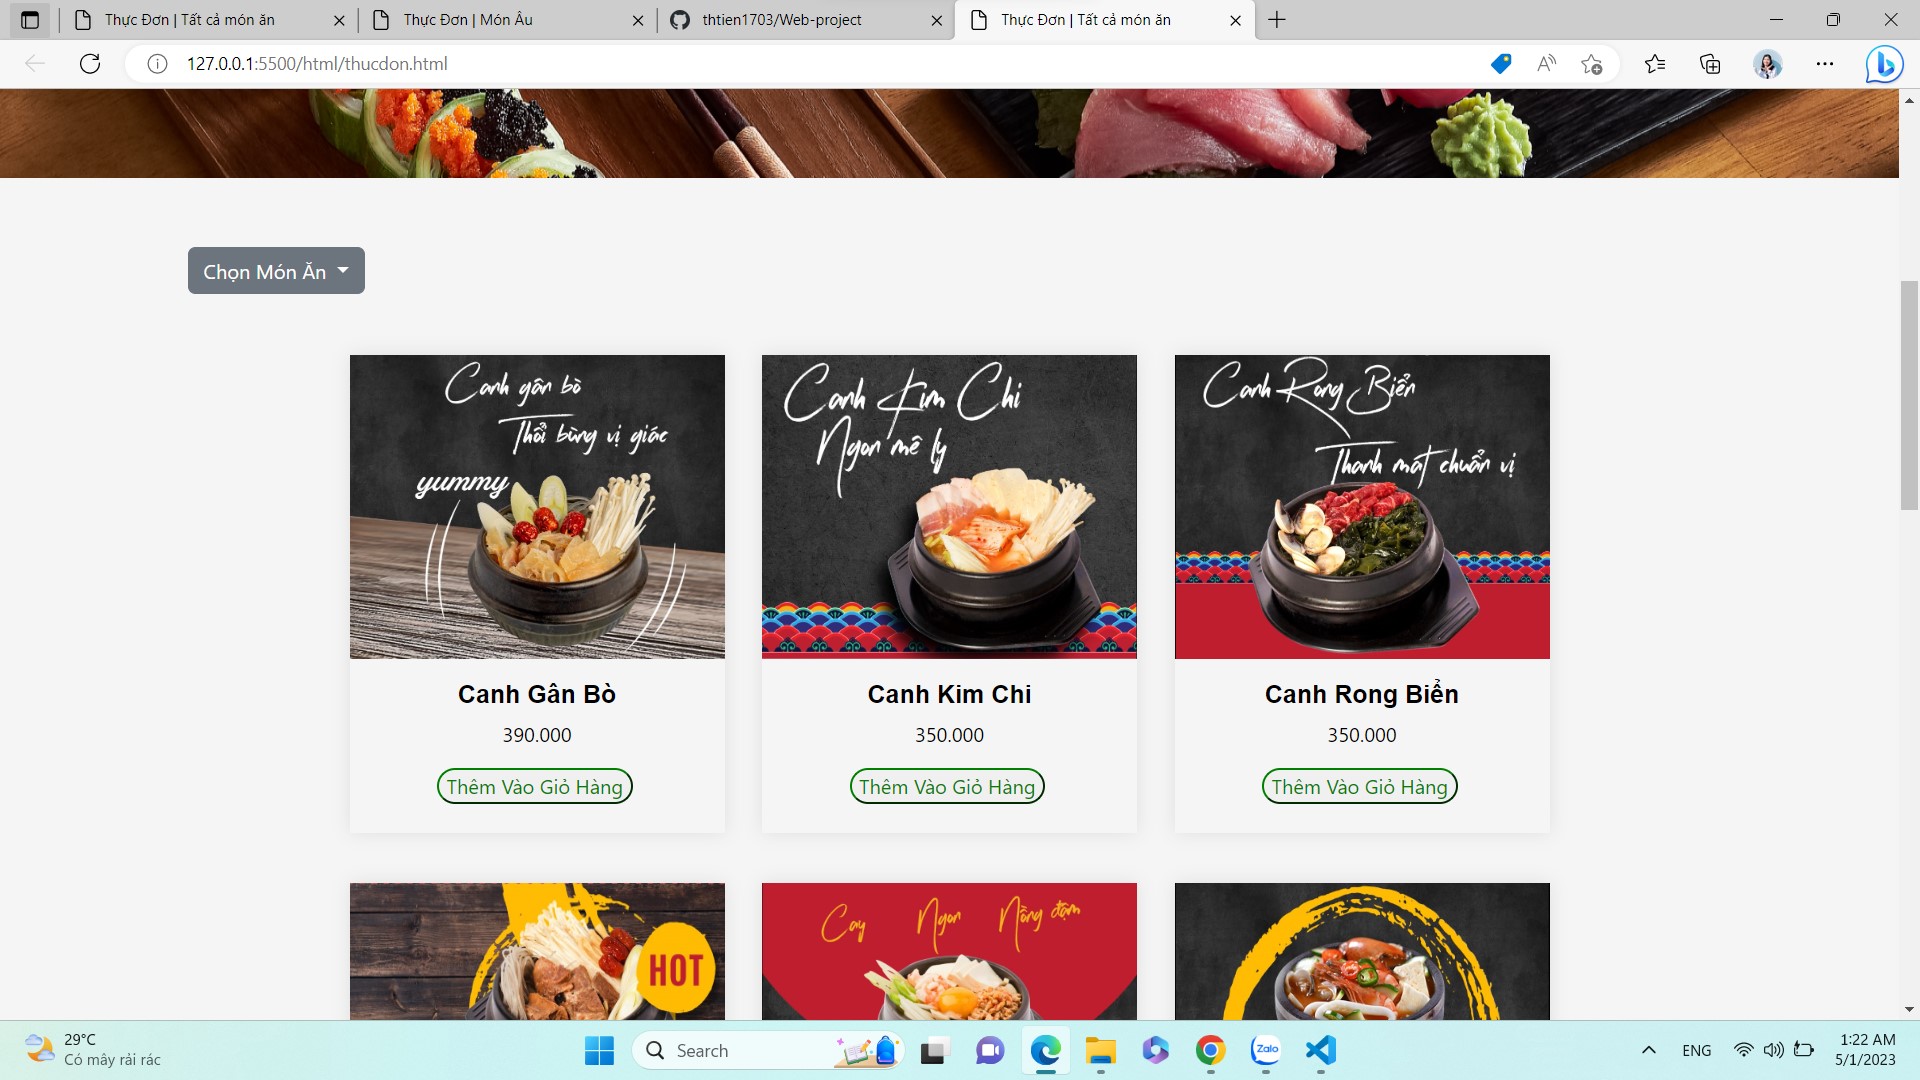 Thực Đơn | Tất cả món ăn
Thực Đơn | Món Âu
thtien1703/Web-project
Thực Đơn | Tất cả món ăn
127.0.0.1:5500/html/thucdon.html
Chọn Món Ăn
Canh gân bò
Thổi bùng vị giác
yummy
Canh Kim Chi
Ngon mê ly
Canh Rong Biển
Thanh mát chuẩn vị
Canh Gân Bò
Canh Kim Chi
Canh Rong Biển
390.000
350.000
350.000
Thêm Vào Giỏ Hàng
Thêm Vào Giỏ Hàng
Thêm Vào Giỏ Hàng
HOT
Cay Ngon Nồng đậm
29°C
Có mây rải rác
Search
Zalo
ENG
1:22 AM
5/1/2023